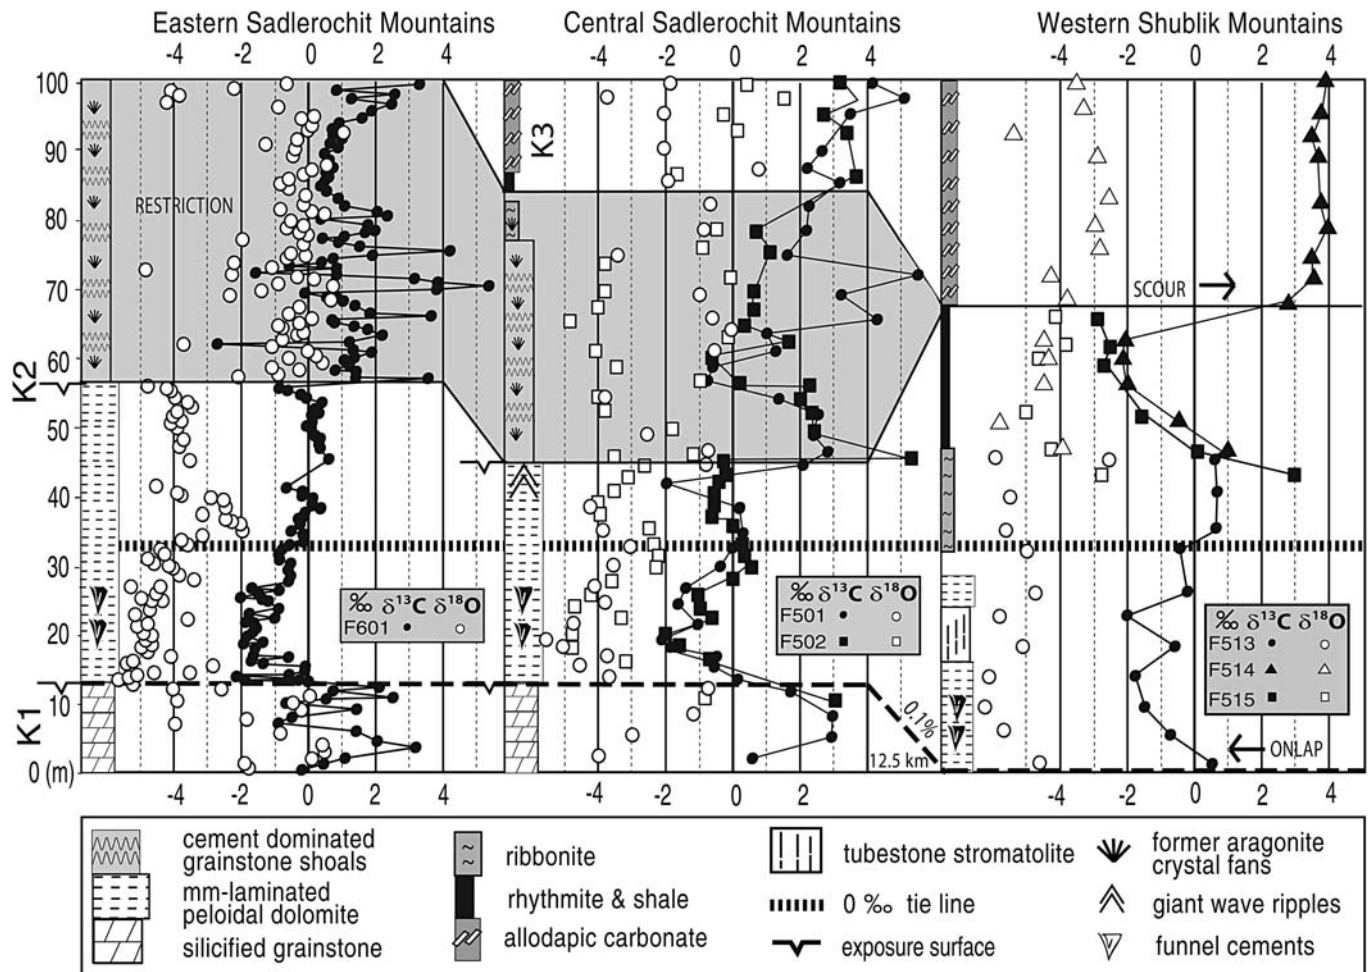 Eastern Sadlerochit Mountains
Central Sadlerochit Mountains
Western Shublik Mountains
-4 -2 0 2 4
-4 -2 0 2 4
-4 -2 0 2 4
100
90
80
70
60
50
40
30
20
10
0 (m)
K2
K1
K3
RESTRICTION
SCOUR
ONLAP
0.1%
12.5 km
‰ δ¹³C δ¹⁸O
F601
‰ δ¹³C δ¹⁸O
F501
F502
‰ δ¹³C δ¹⁸O
F513
F514
F515
-4 -2 0 2 4
-4 -2 0 2 4
-4 -2 0 2 4
cement dominated
grainstone shoals
mm-laminated
peloidal dolomite
silicified grainstone
ribbonite
rhythmite & shale
allodapic carbonate
tubestone stromatolite
0 ‰ tie line
exposure surface
former aragonite
crystal fans
giant wave ripples
funnel cements